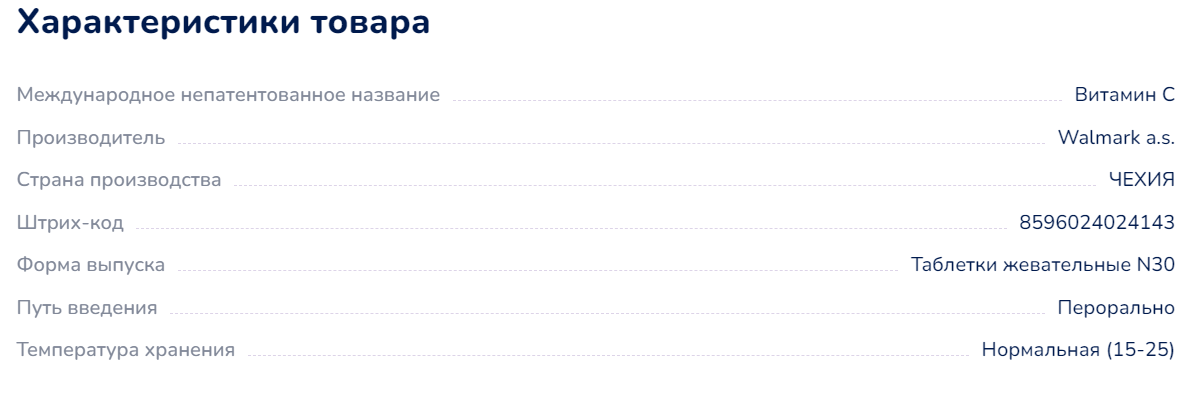 Характеристики товара
Международное непатентованное название Витамин С
Производитель Walmark a.s.
Страна производства ЧЕХИЯ
Штрих-код 8596024024143
Форма выпуска Таблетки жевательные N30
Путь введения Перорально
Температура хранения Нормальная (15-25)